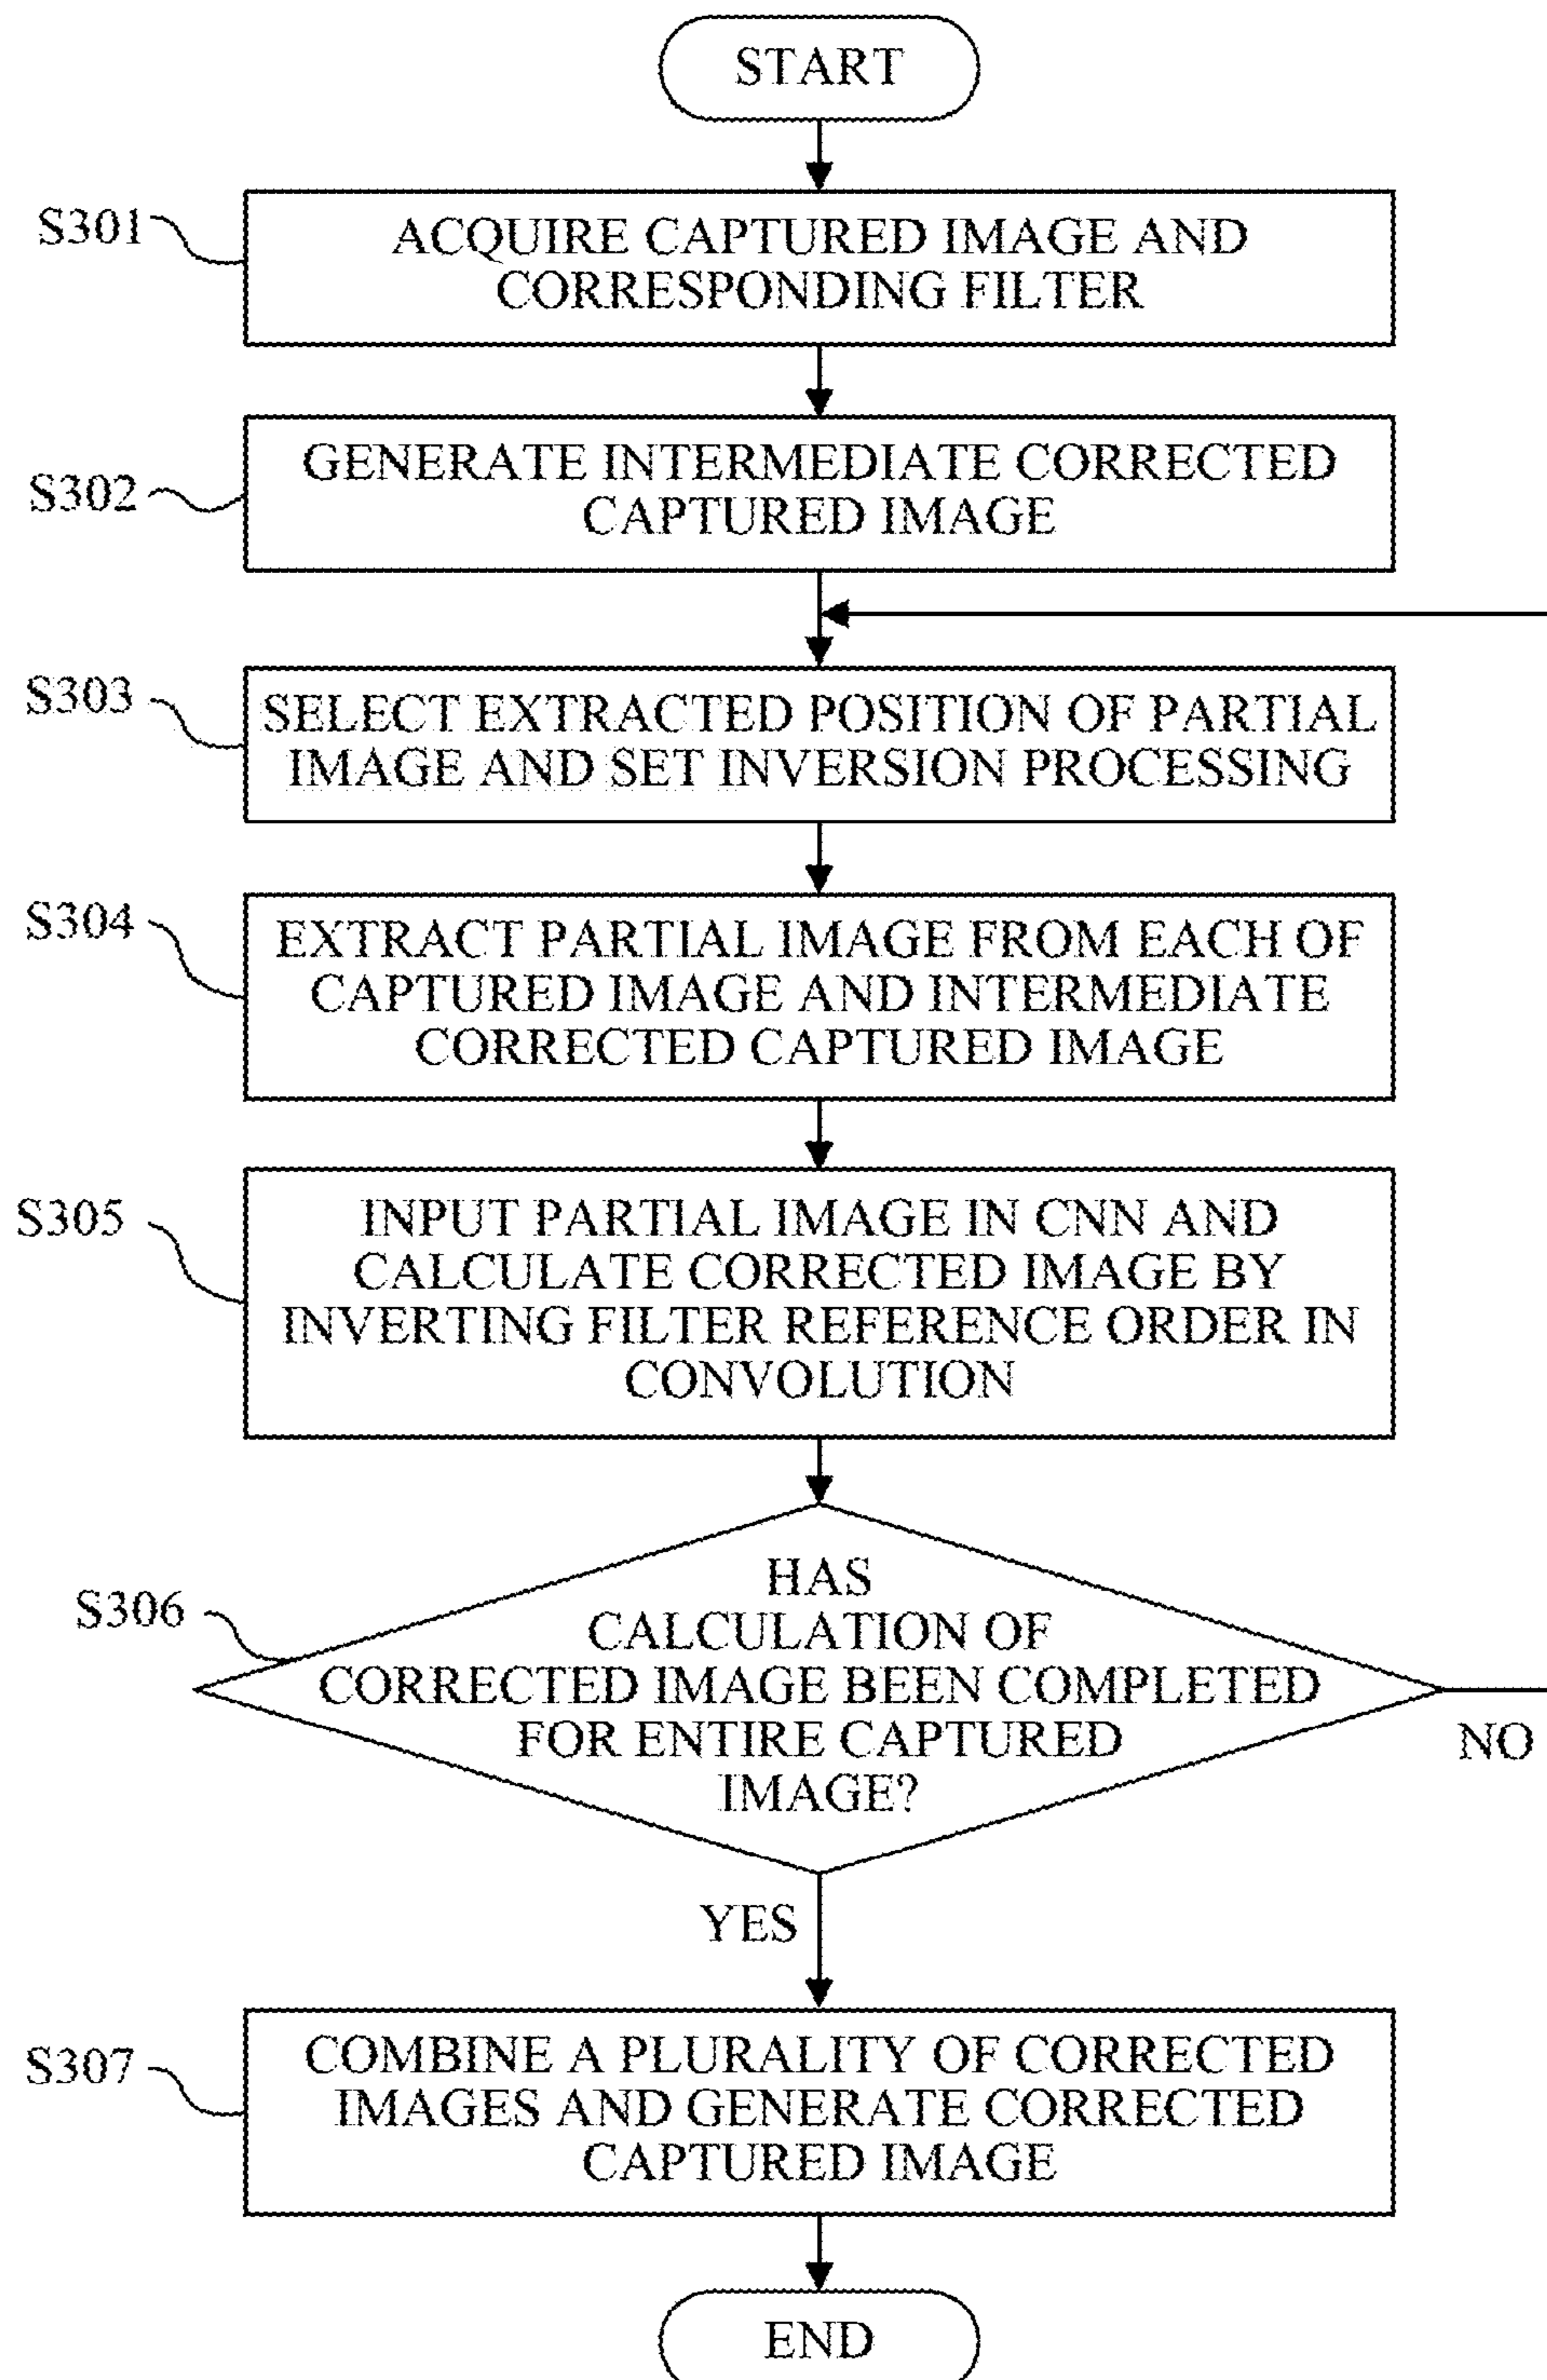 START
S301
ACQUIRE CAPTURED IMAGE AND
CORRESPONDING FILTER
S302
GENERATE INTERMEDIATE CORRECTED
CAPTURED IMAGE
S303
SELECT EXTRACTED POSITION OF PARTIAL
IMAGE AND SET INVERSION PROCESSING
S304
EXTRACT PARTIAL IMAGE FROM EACH OF
CAPTURED IMAGE AND INTERMEDIATE
CORRECTED CAPTURED IMAGE
S305
INPUT PARTIAL IMAGE IN CNN AND
CALCULATE CORRECTED IMAGE BY
INVERTING FILTER REFERENCE ORDER IN
CONVOLUTION
S306
HAS
CALCULATION OF
CORRECTED IMAGE BEEN COMPLETED
FOR ENTIRE CAPTURED
IMAGE?
NO
YES
S307
COMBINE A PLURALITY OF CORRECTED
IMAGES AND GENERATE CORRECTED
CAPTURED IMAGE
END